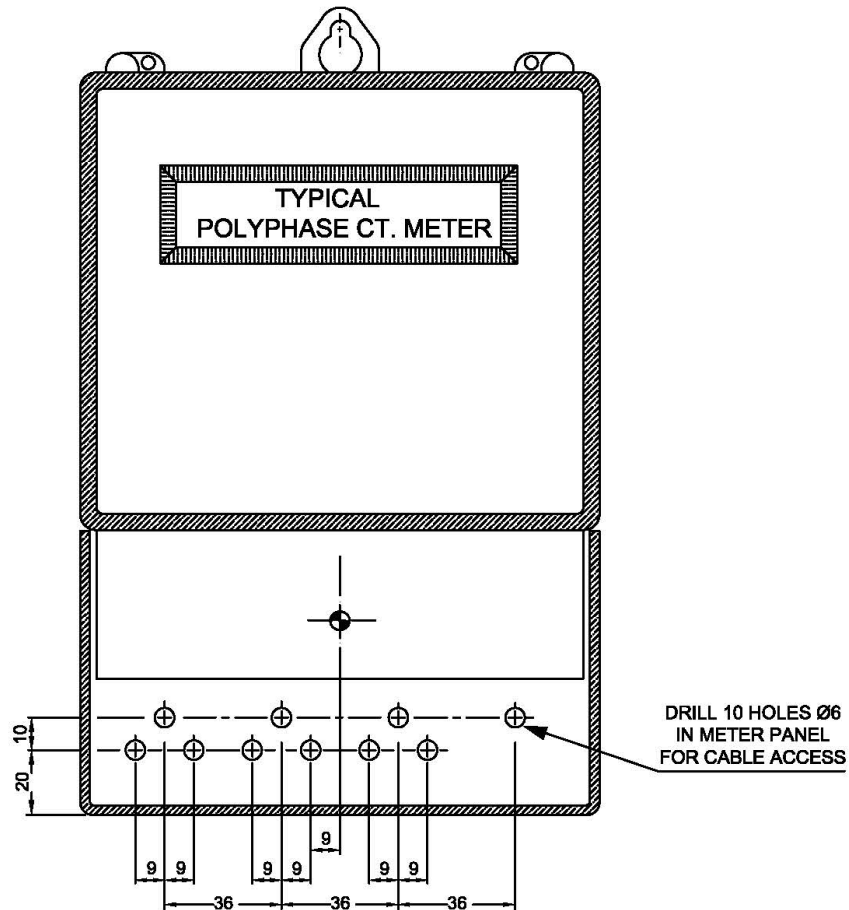 TYPICAL
POLYPHASE CT. METER
DRILL 10 HOLES Ø6
IN METER PANEL
FOR CABLE ACCESS
10
20
9
9 9 9 9 9 9
36 36 36